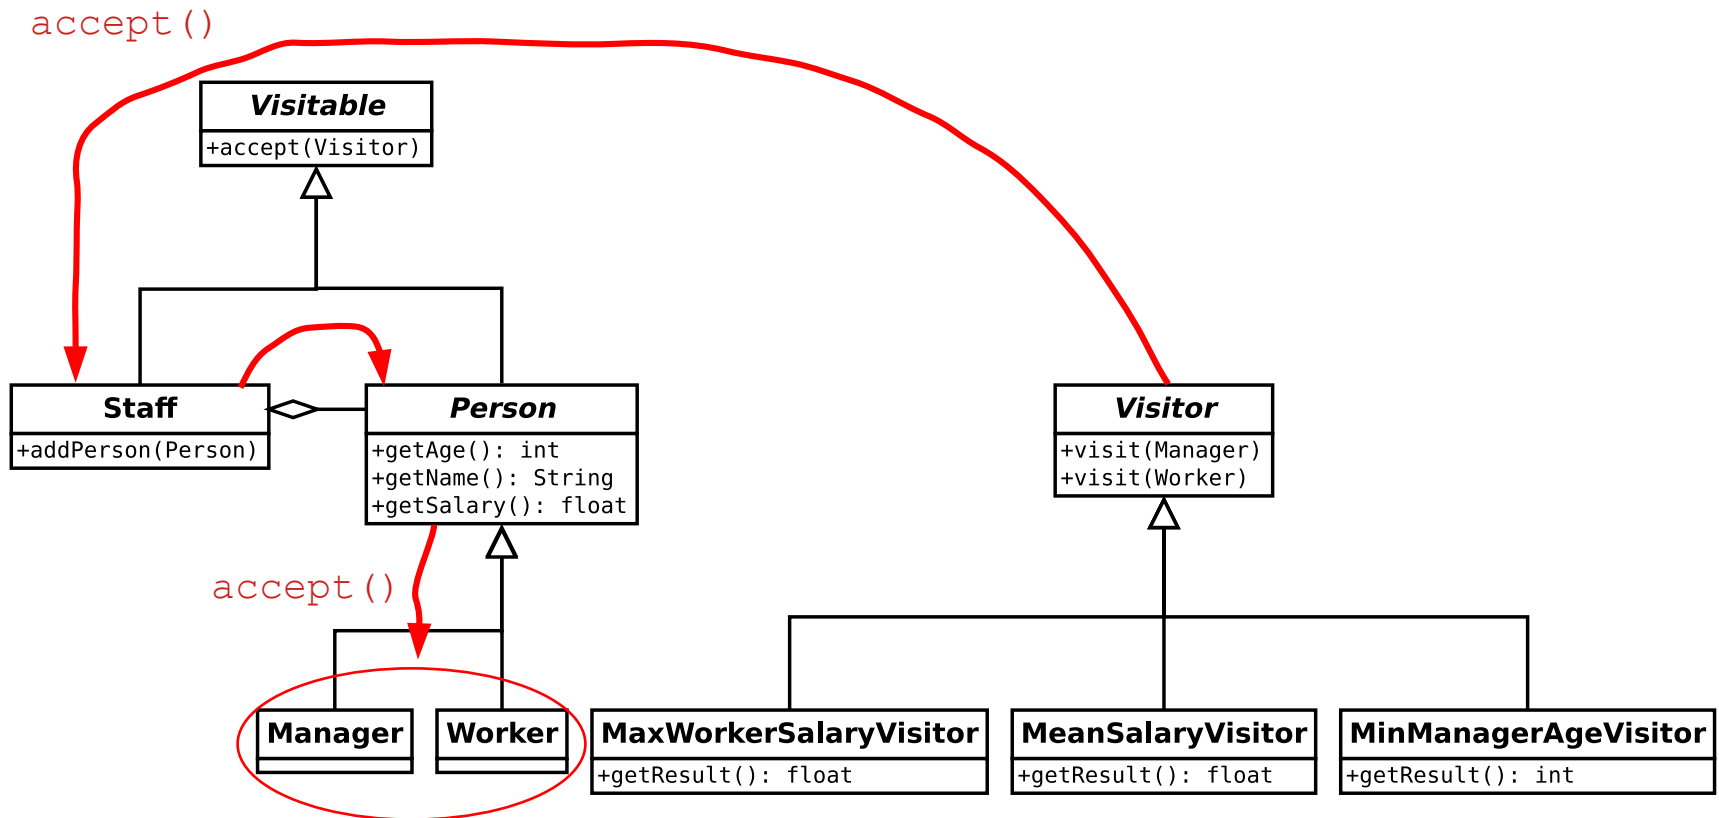 accept()
Visitable
+accept(Visitor)
Staff
+addPerson(Person)
Person
+getAge(): int
+getName(): String
+getSalary(): float
Visitor
+visit(Manager)
+visit(Worker)
accept()
Manager
Worker
MaxWorkerSalaryVisitor
+getResult(): float
MeanSalaryVisitor
+getResult(): float
MinManagerAgeVisitor
+getResult(): int